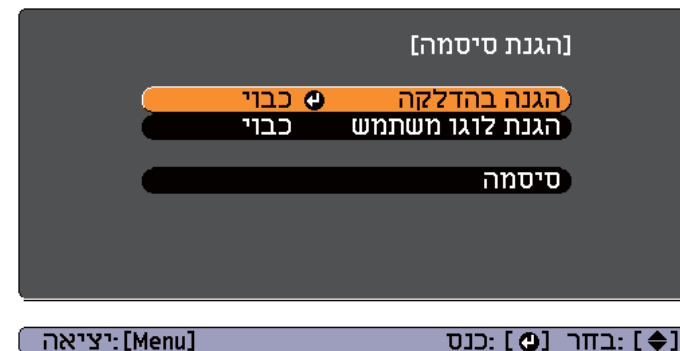 [הגנת סיסמה]
הגנה בהדלקה כבוי
הגנת לוגו משתמש כבוי
סיסמה
[◆]: בחר [⏎]: כנס [Menu]: יציאה